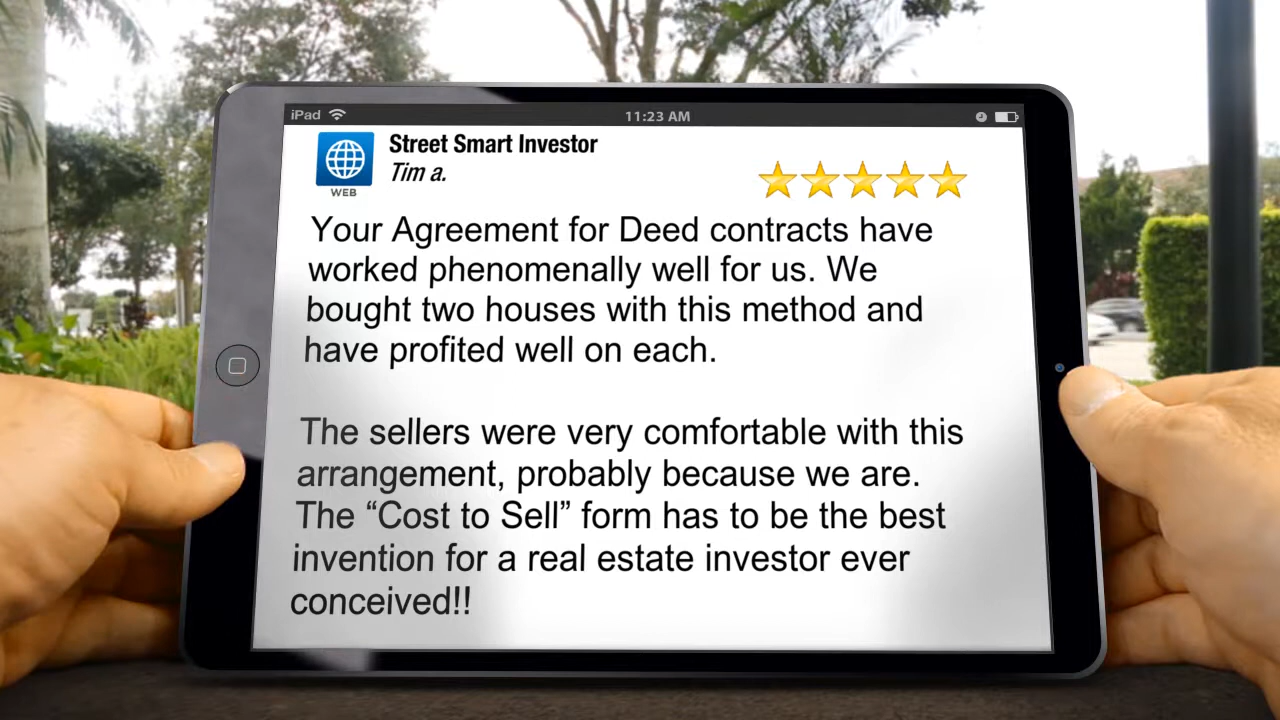 iPad 11:23 AM
Street Smart Investor
Tim a.
WEB
Your Agreement for Deed contracts have
worked phenomenally well for us. We
bought two houses with this method and
have profited well on each.
The sellers were very comfortable with this
arrangement, probably because we are.
The “Cost to Sell” form has to be the best
invention for a real estate investor ever
conceived!!